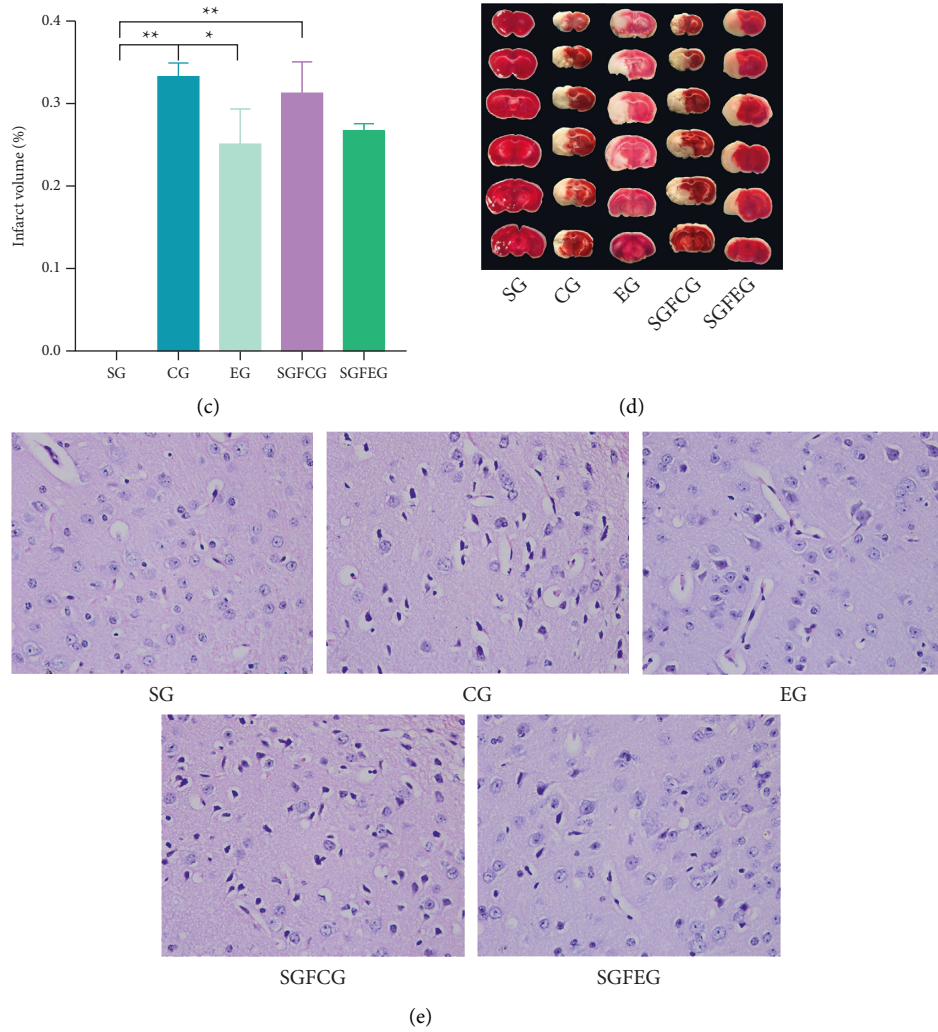 Infarct volume (%)
0.4
0.3
0.2
0.1
0.0
**
** *
SG CG EG SGFCG SGFEG
(c)
SG CG EG SGFCG SGFEG
(d)
SG CG EG
SGFCG SGFEG
(e)